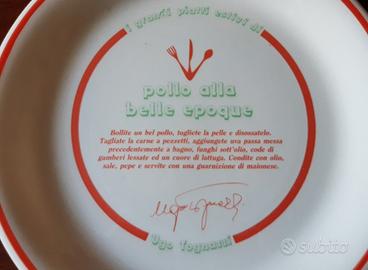 i grandi piatti estivi di
pollo alla
belle epoque
Bollite un bel pollo, togliete la pelle e disossatelo.
Tagliate la carne a pezzetti, aggiungete uva passa messa
precedentemente a bagno, funghi sott'olio, code di
gamberi lessate ed un cuore di lattuga. Condite con olio,
sale, pepe e servite con una guarnizione di maionese.
Ugo Tognazzi
subito